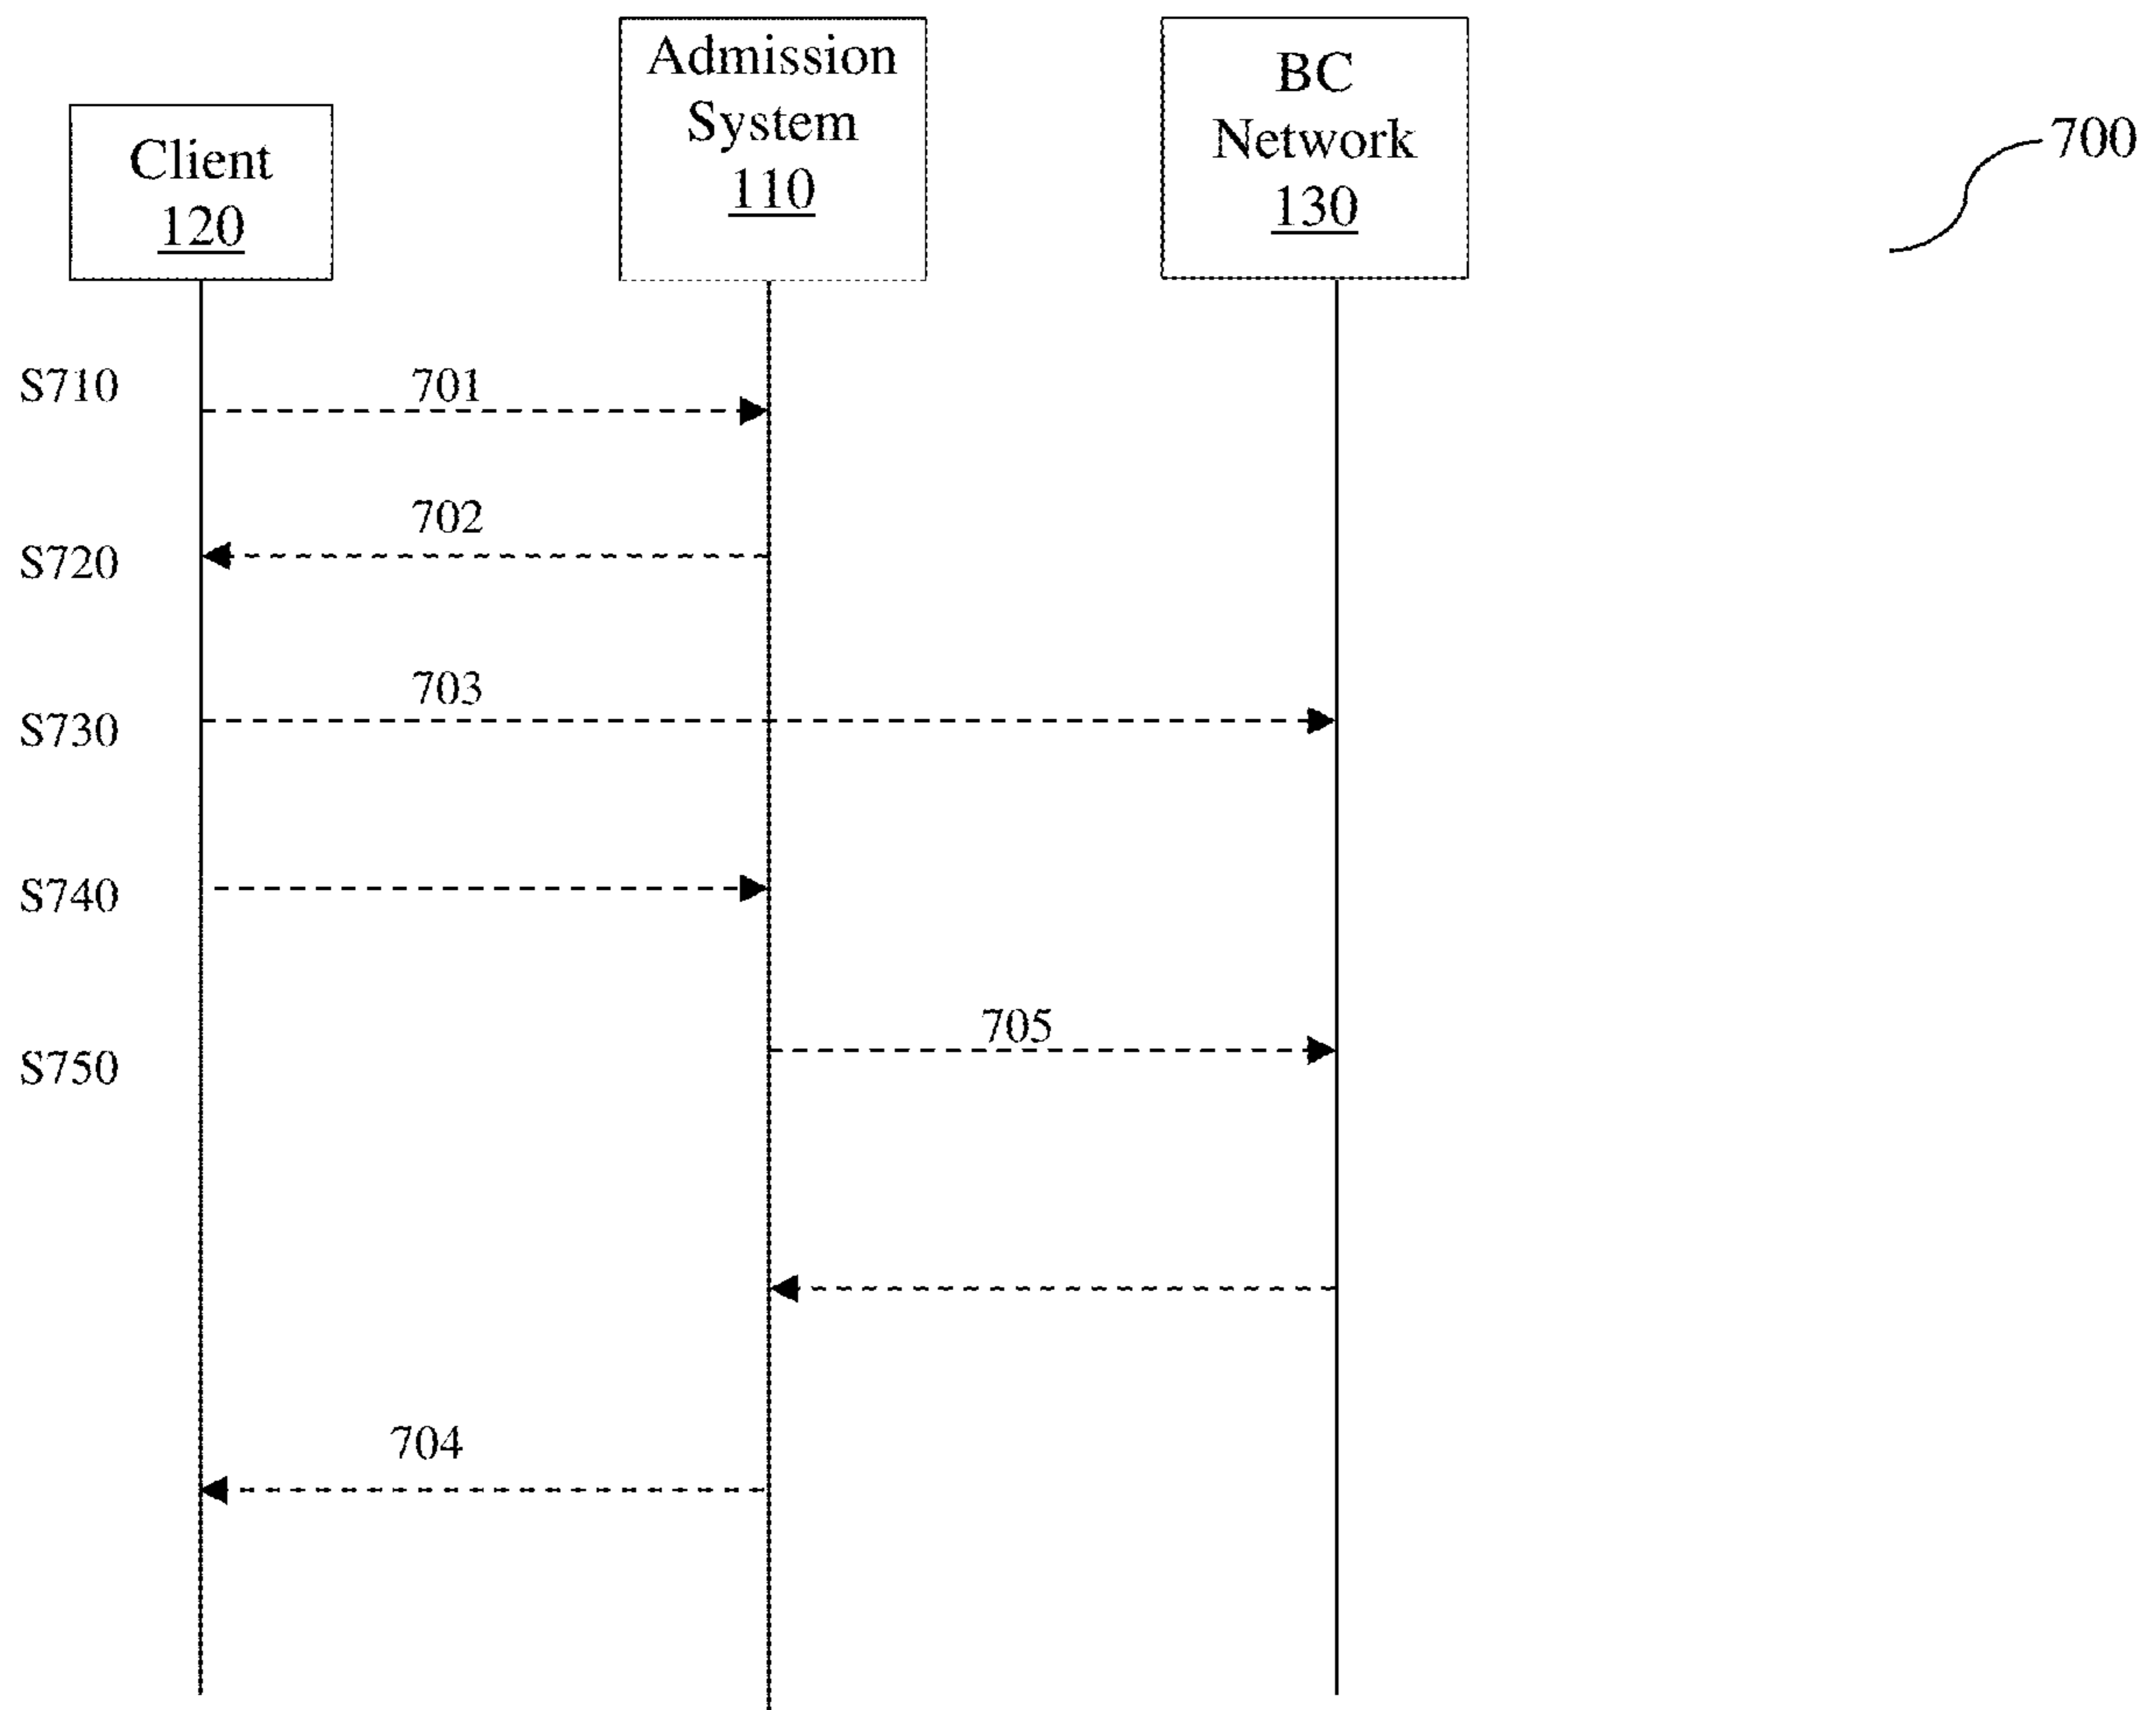 Client
120
Admission
System
110
BC
Network
130
700
S710
701
702
S720
703
S730
S740
705
S750
704